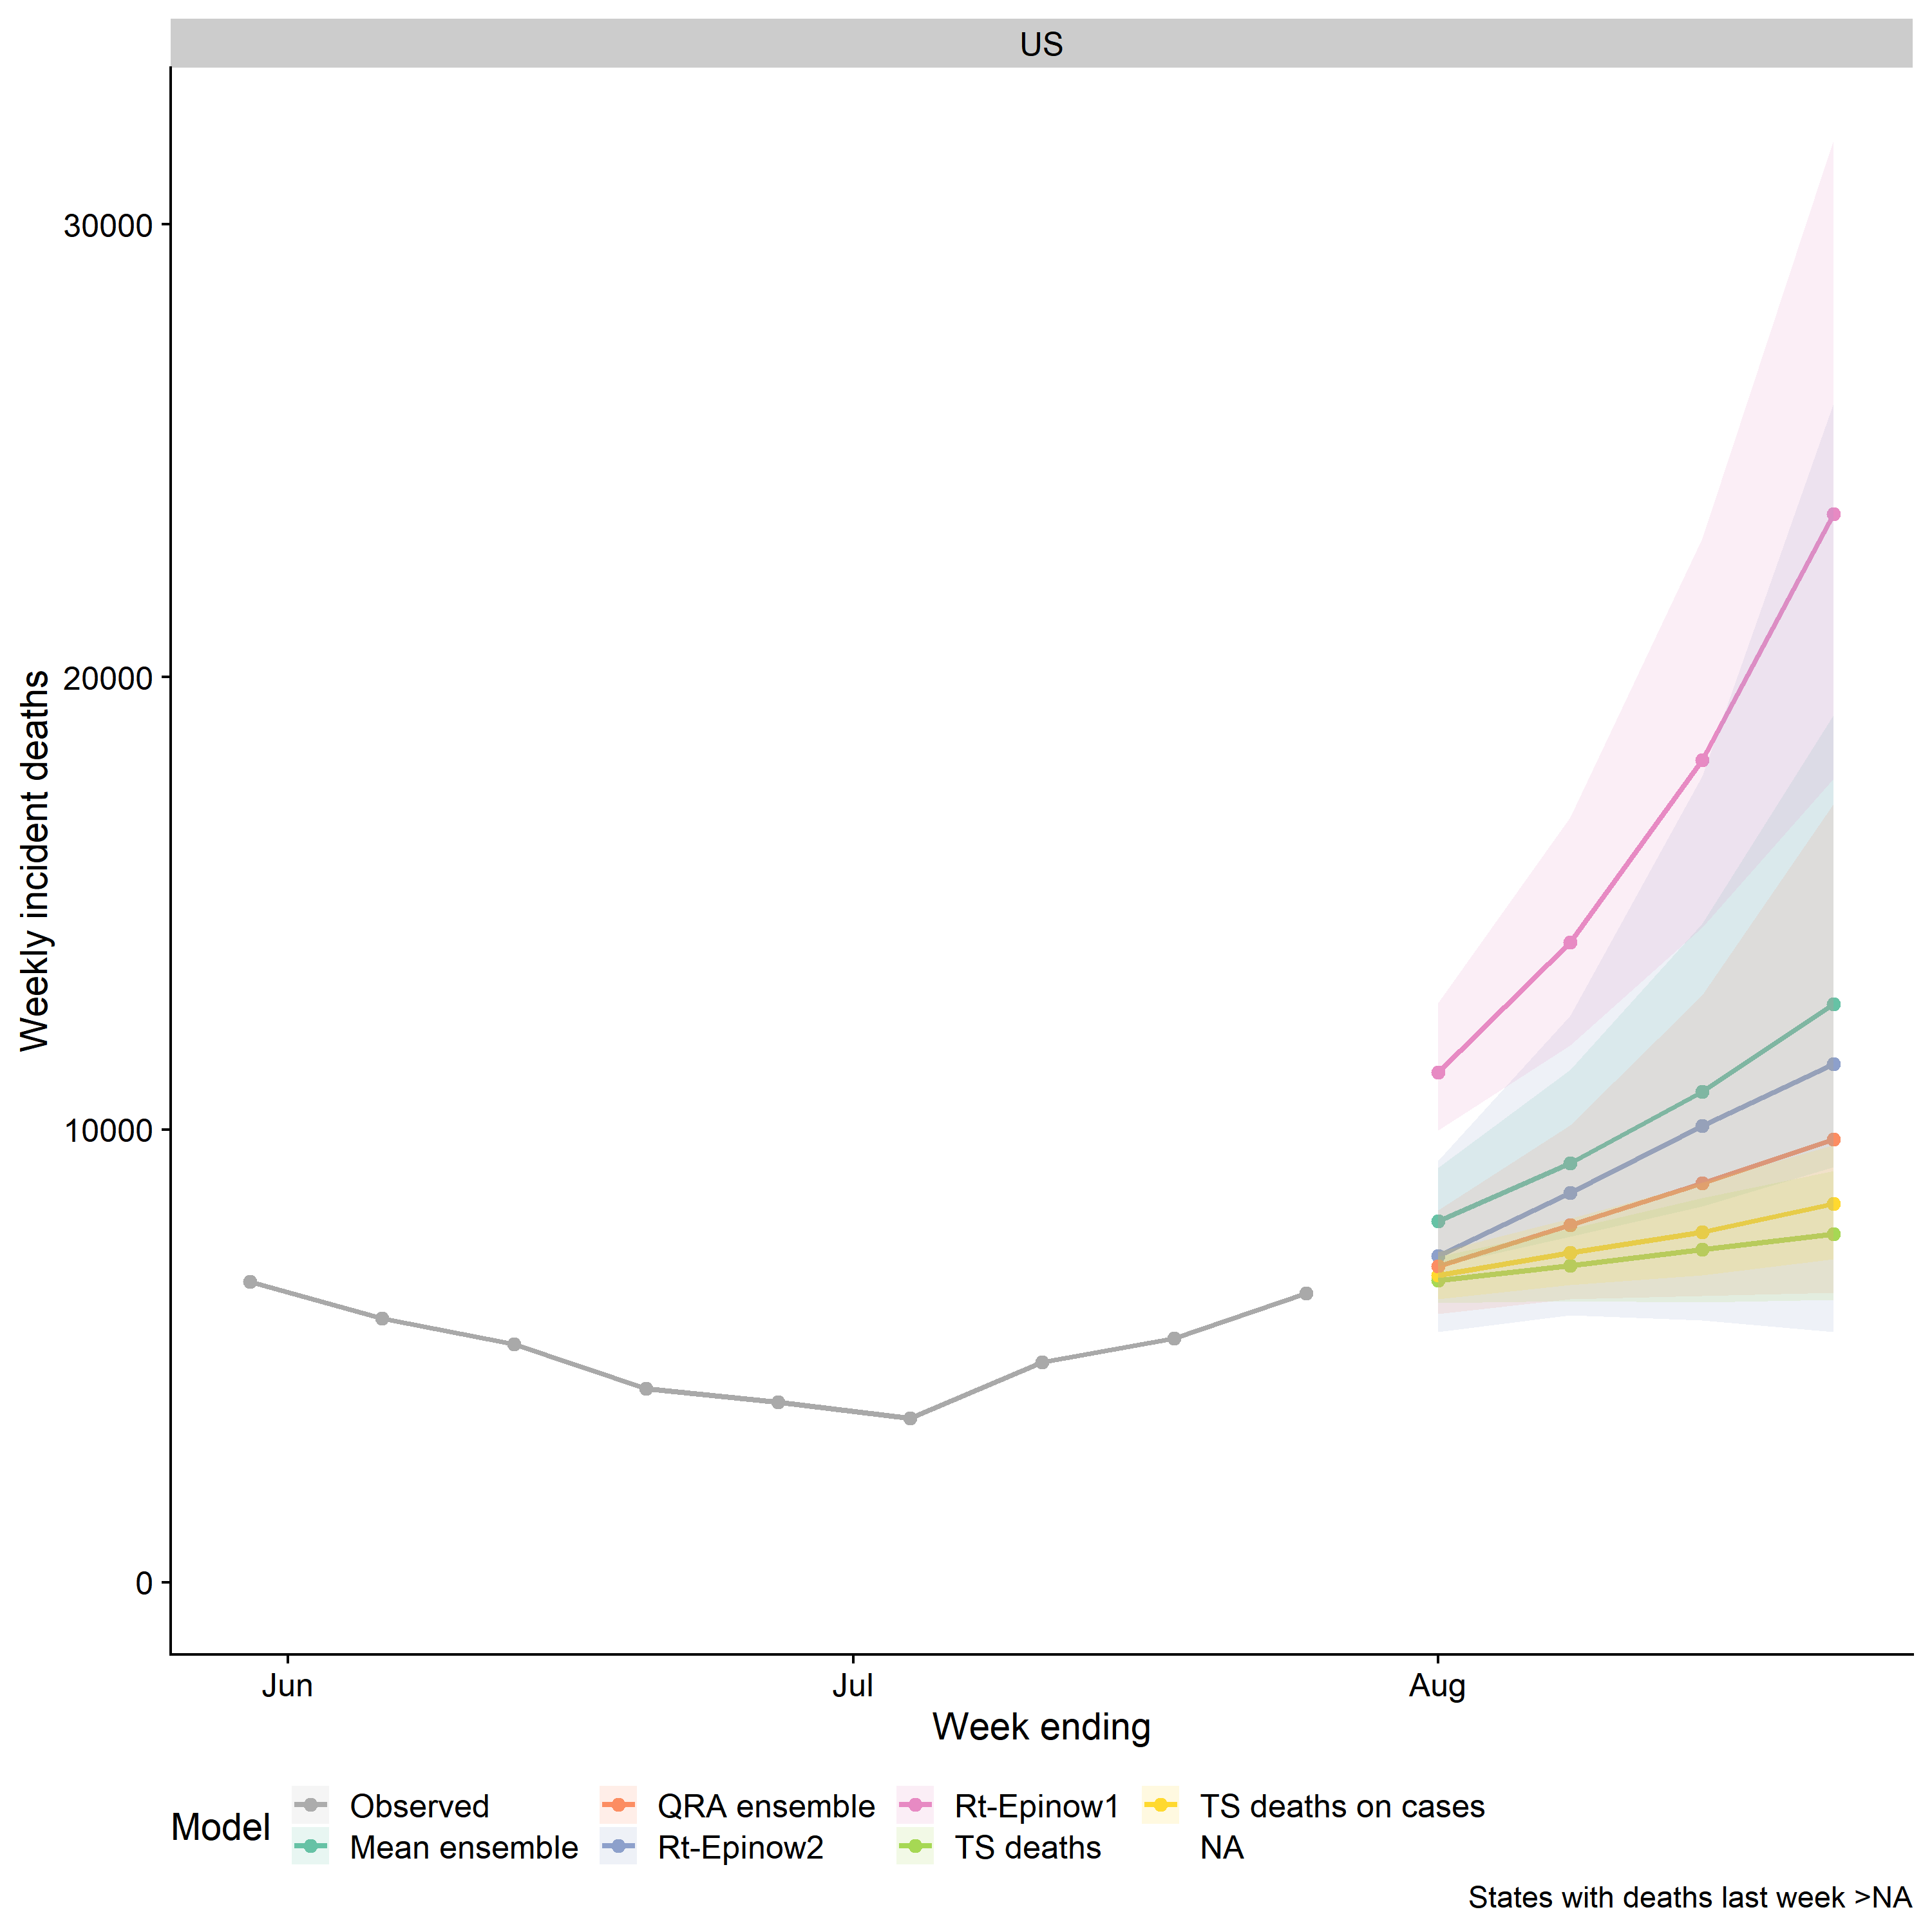 US
30000
20000
10000
0
Weekly incident deaths
Jun Jul Aug
Week ending
Model
Observed QRA ensemble Rt-Epinow1 TS deaths on cases
Mean ensemble Rt-Epinow2 TS deaths NA
States with deaths last week >NA